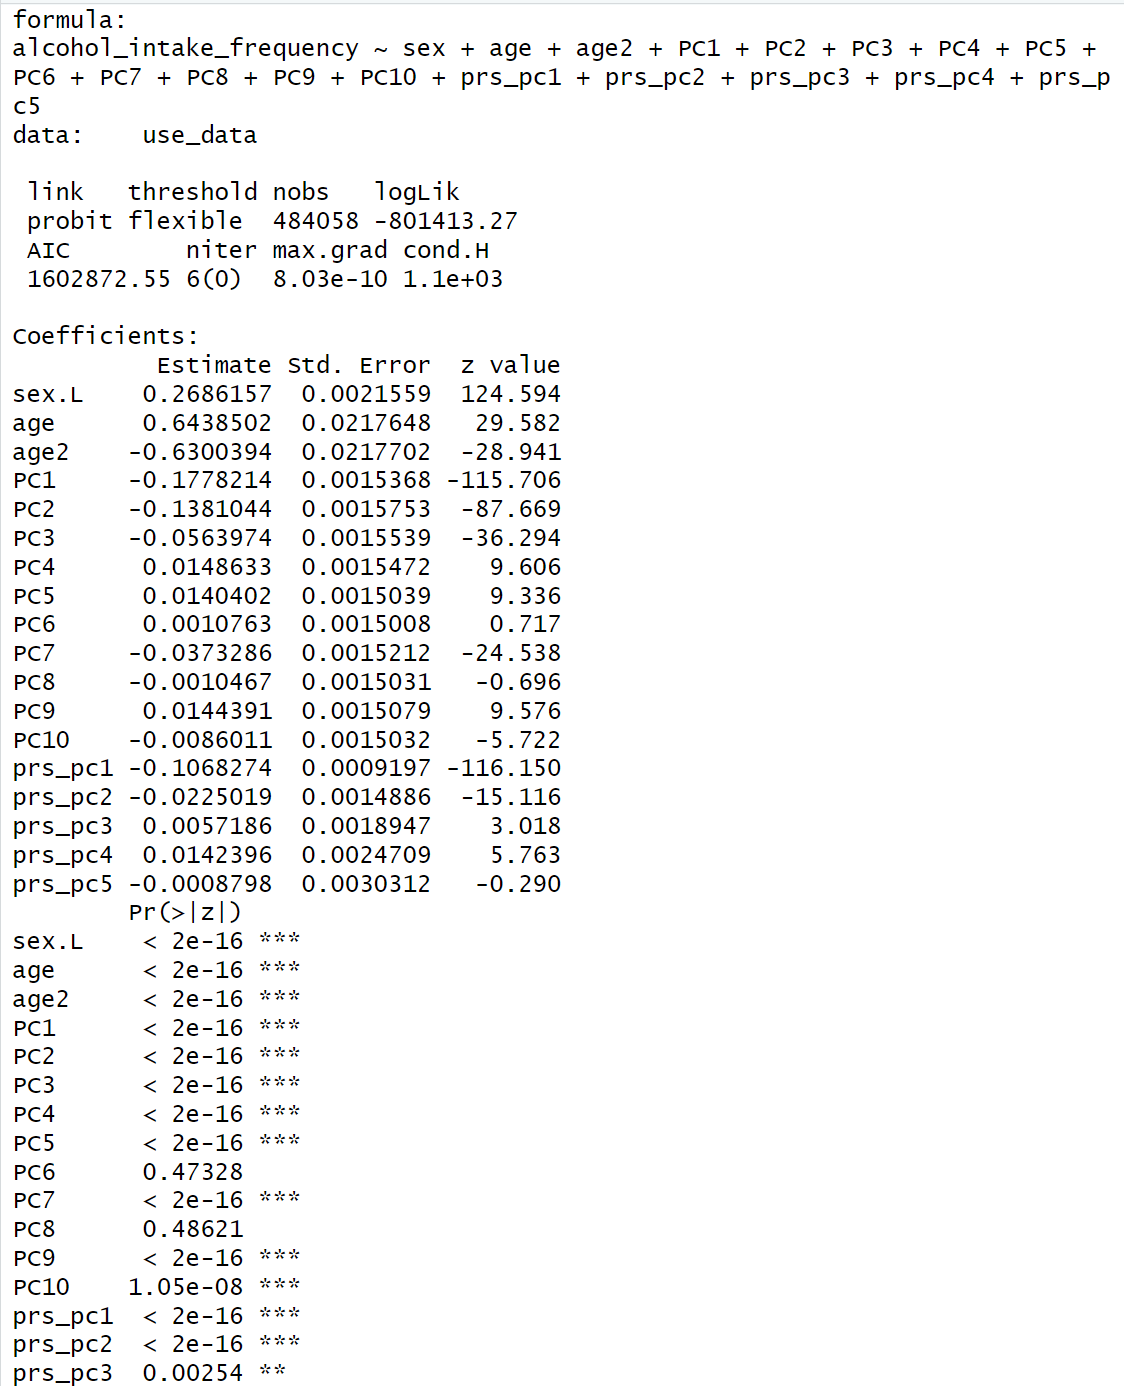 formula:
alcohol_intake_frequency ~ sex + age + age2 + PC1 + PC2 + PC3 + PC4 + PC5 +
PC6 + PC7 + PC8 + PC9 + PC10 + prs_pc1 + prs_pc2 + prs_pc3 + prs_pc4 + prs_p
c5
data:    use_data
link   threshold nobs   logLik
probit flexible  484058 -801413.27
AIC        niter max.grad cond.H
1602872.55 6(0)  8.03e-10 1.1e+03
Coefficients:
          Estimate Std. Error  z value
sex.L    0.2686157  0.0021559  124.594
age      0.6438502  0.0217648   29.582
age2    -0.6300394  0.0217702  -28.941
PC1     -0.1778214  0.0015368 -115.706
PC2     -0.1381044  0.0015753  -87.669
PC3     -0.0563974  0.0015539  -36.294
PC4      0.0148633  0.0015472    9.606
PC5      0.0140402  0.0015039    9.336
PC6      0.0010763  0.0015008    0.717
PC7     -0.0373286  0.0015212  -24.538
PC8     -0.0010467  0.0015031   -0.696
PC9      0.0144391  0.0015079    9.576
PC10    -0.0086011  0.0015032   -5.722
prs_pc1 -0.1068274  0.0009197 -116.150
prs_pc2 -0.0225019  0.0014886  -15.116
prs_pc3  0.0057186  0.0018947    3.018
prs_pc4  0.0142396  0.0024709    5.763
prs_pc5 -0.0008798  0.0030312   -0.290
        Pr(>|z|)
sex.L    < 2e-16 ***
age      < 2e-16 ***
age2     < 2e-16 ***
PC1      < 2e-16 ***
PC2      < 2e-16 ***
PC3      < 2e-16 ***
PC4      < 2e-16 ***
PC5      < 2e-16 ***
PC6      0.47328
PC7      < 2e-16 ***
PC8      0.48621
PC9      < 2e-16 ***
PC10    1.05e-08 ***
prs_pc1  < 2e-16 ***
prs_pc2  < 2e-16 ***
prs_pc3  0.00254 **